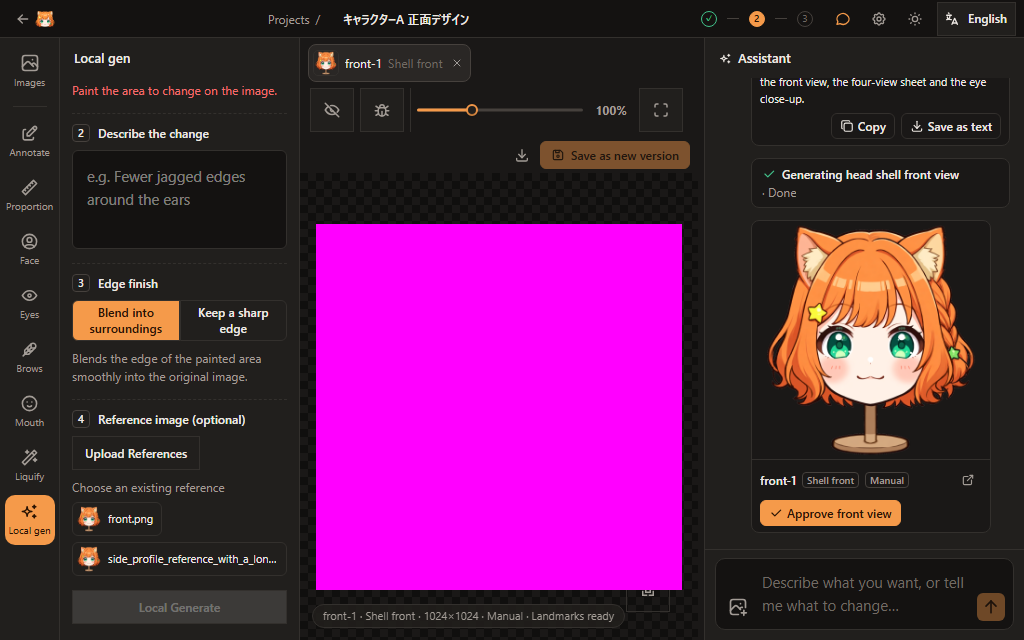 Projects /
キャラクターA 正面デザイン
2
3
English
Images
Annotate
Proportion
Face
Eyes
Brows
Mouth
Liquify
Local gen
Local gen
Paint the area to change on the image.
2 Describe the change
e.g. Fewer jagged edges
around the ears
3 Edge finish
Blend into
surroundings
Keep a sharp
edge
Blends the edge of the painted area
smoothly into the original image.
4 Reference image (optional)
Upload References
Choose an existing reference
front.png
side_profile_reference_with_a_lon...
Local Generate
front-1 Shell front
100%
Save as new version
front-1 · Shell front · 1024×1024 · Manual · Landmarks ready
Assistant
the front view, the four-view sheet and the eye
close-up.
Copy
Save as text
Generating head shell front view
· Done
front-1 Shell front Manual
Approve front view
Describe what you want, or tell
me what to change...